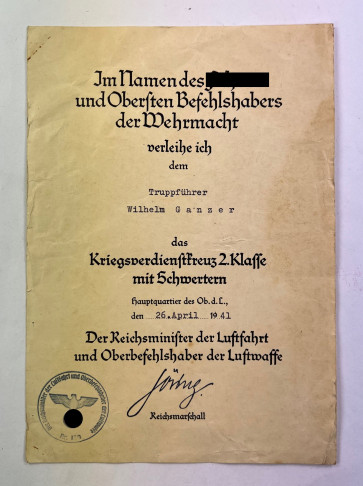 Im Namen des
und Obersten Befehlshabers
der Wehrmacht
verleihe ich
dem
Truppführer
Wilhelm Ganzer
das
Kriegsverdienstkreuz 2. Klasse
mit Schwertern
Hauptquartier des Ob. d. L.,
den 26. April 1941
Der Reichsminister der Luftfahrt
und Oberbefehlshaber der Luftwaffe
Göring
Reichsmarschall